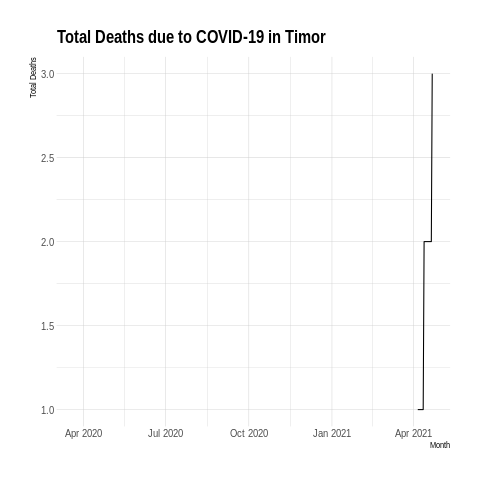 Total Deaths due to COVID-19 in Timor
Total Deaths
3.0
2.5
2.0
1.5
1.0
Apr 2020 Jul 2020 Oct 2020 Jan 2021 Apr 2021
Month